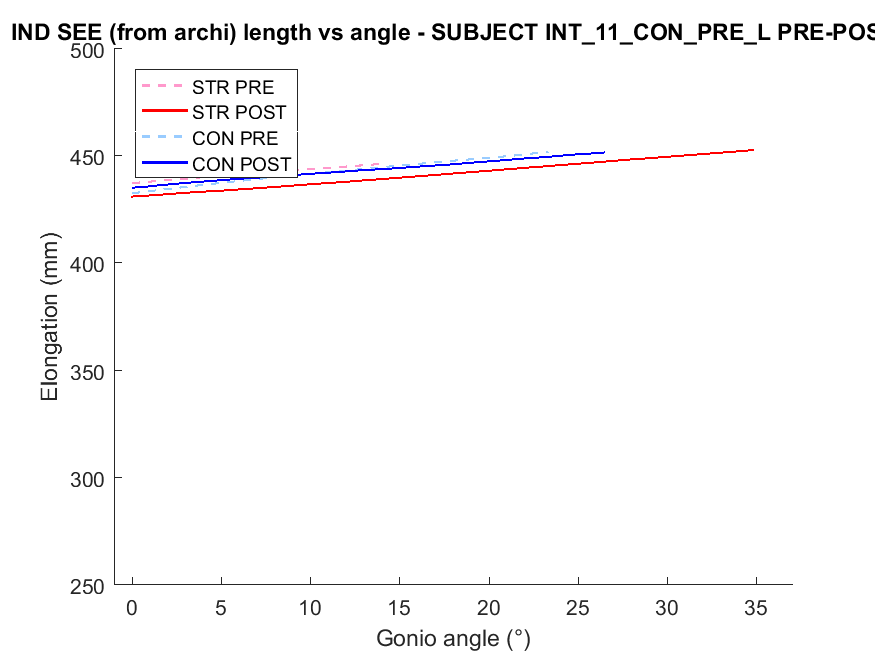 IND SEE (from archi) length vs angle - SUBJECT INT_11_CON_PRE_L PRE-POS
500
450
400
350
300
250
Elongation (mm)
STR PRE
STR POST
CON PRE
CON POST
0 5 10 15 20 25 30 35
Gonio angle (°)